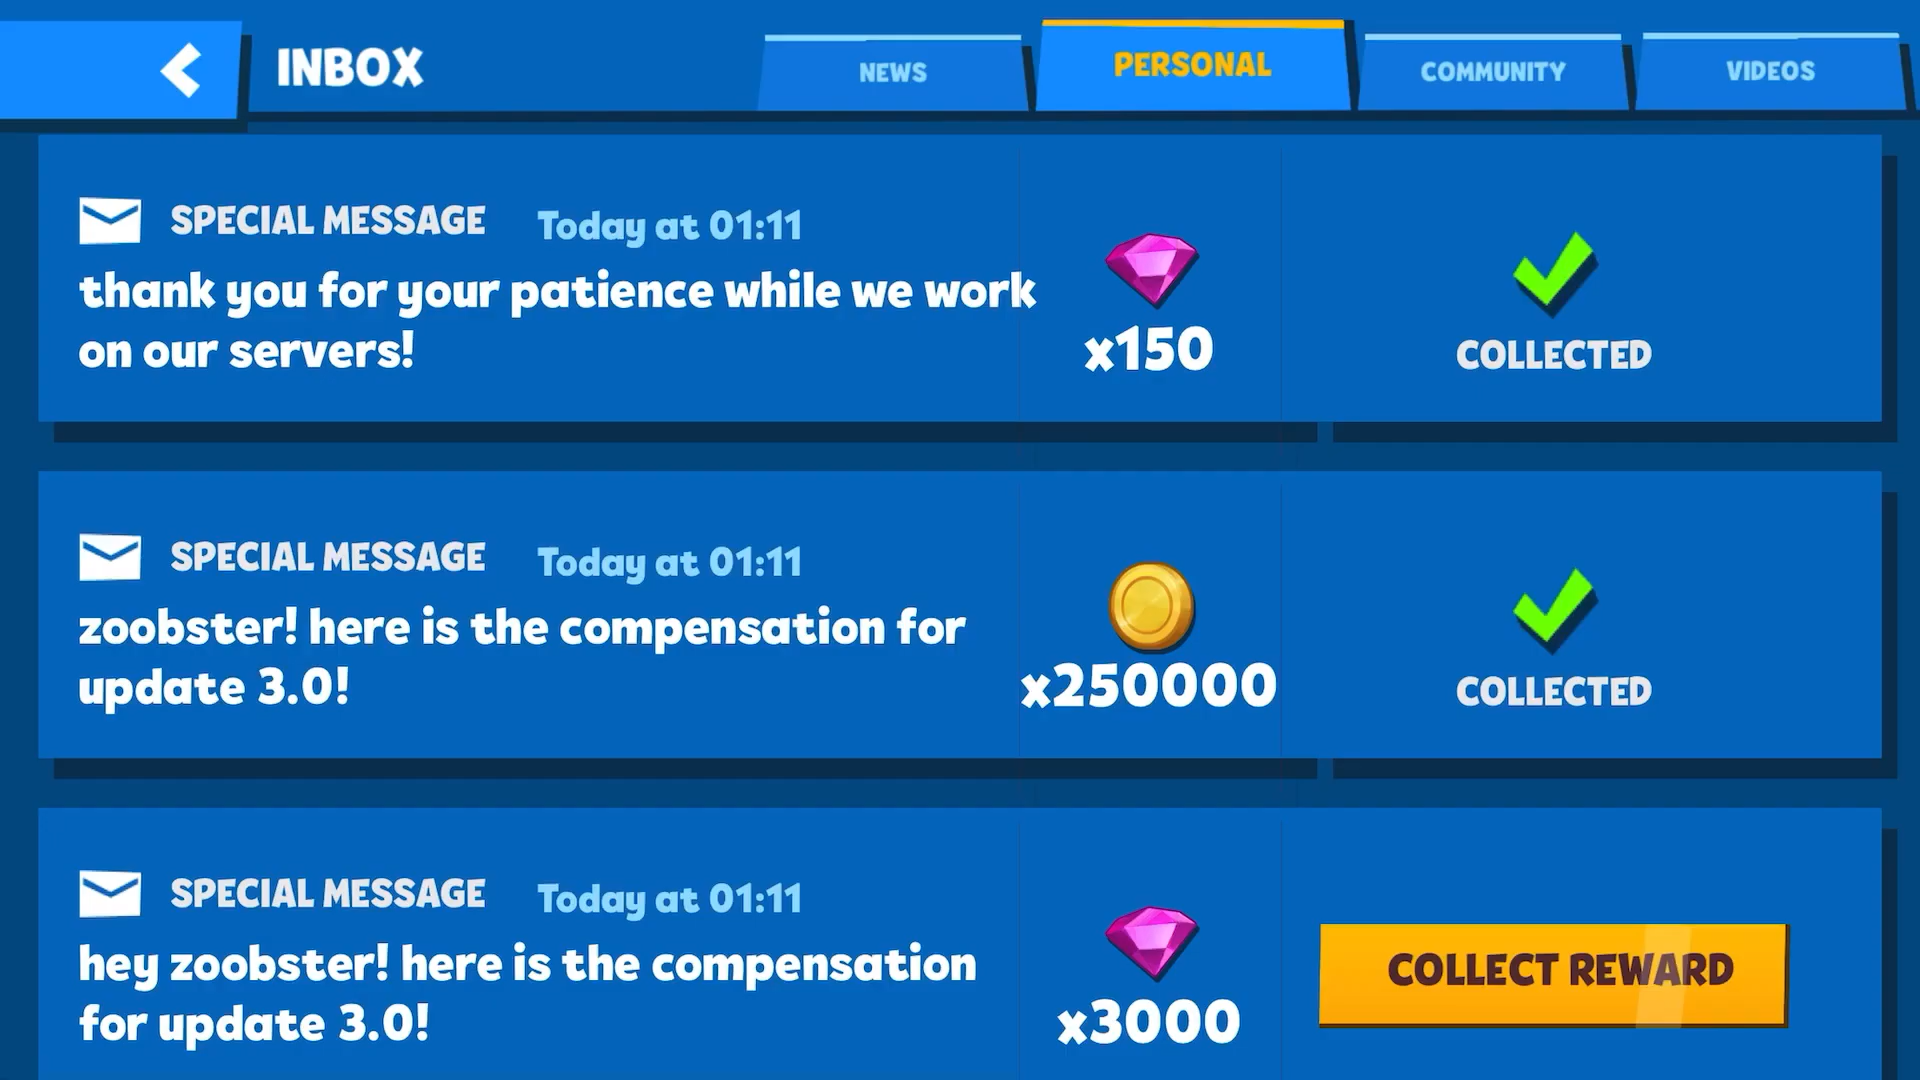 INBOX
NEWS
PERSONAL
COMMUNITY
VIDEOS
SPECIAL MESSAGE Today at 01:11
thank you for your patience while we work
on our servers!
x150
COLLECTED
SPECIAL MESSAGE Today at 01:11
zoobster! here is the compensation for
update 3.0!
x250000
COLLECTED
SPECIAL MESSAGE Today at 01:11
hey zoobster! here is the compensation
for update 3.0!
x3000
COLLECT REWARD